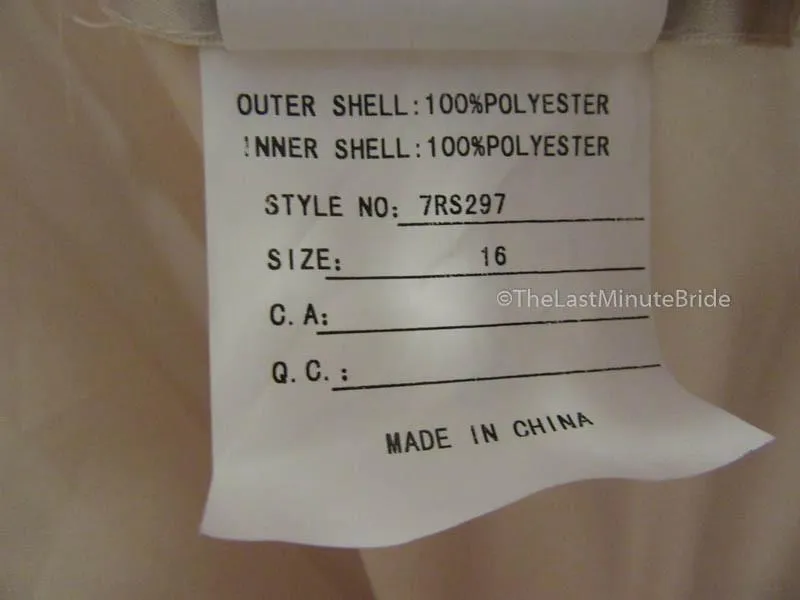 OUTER SHELL:100%POLYESTER
INNER SHELL:100%POLYESTER
STYLE NO: 7RS297
SIZE: 16
©TheLastMinuteBride
C.A:
Q.C.:
MADE IN CHINA